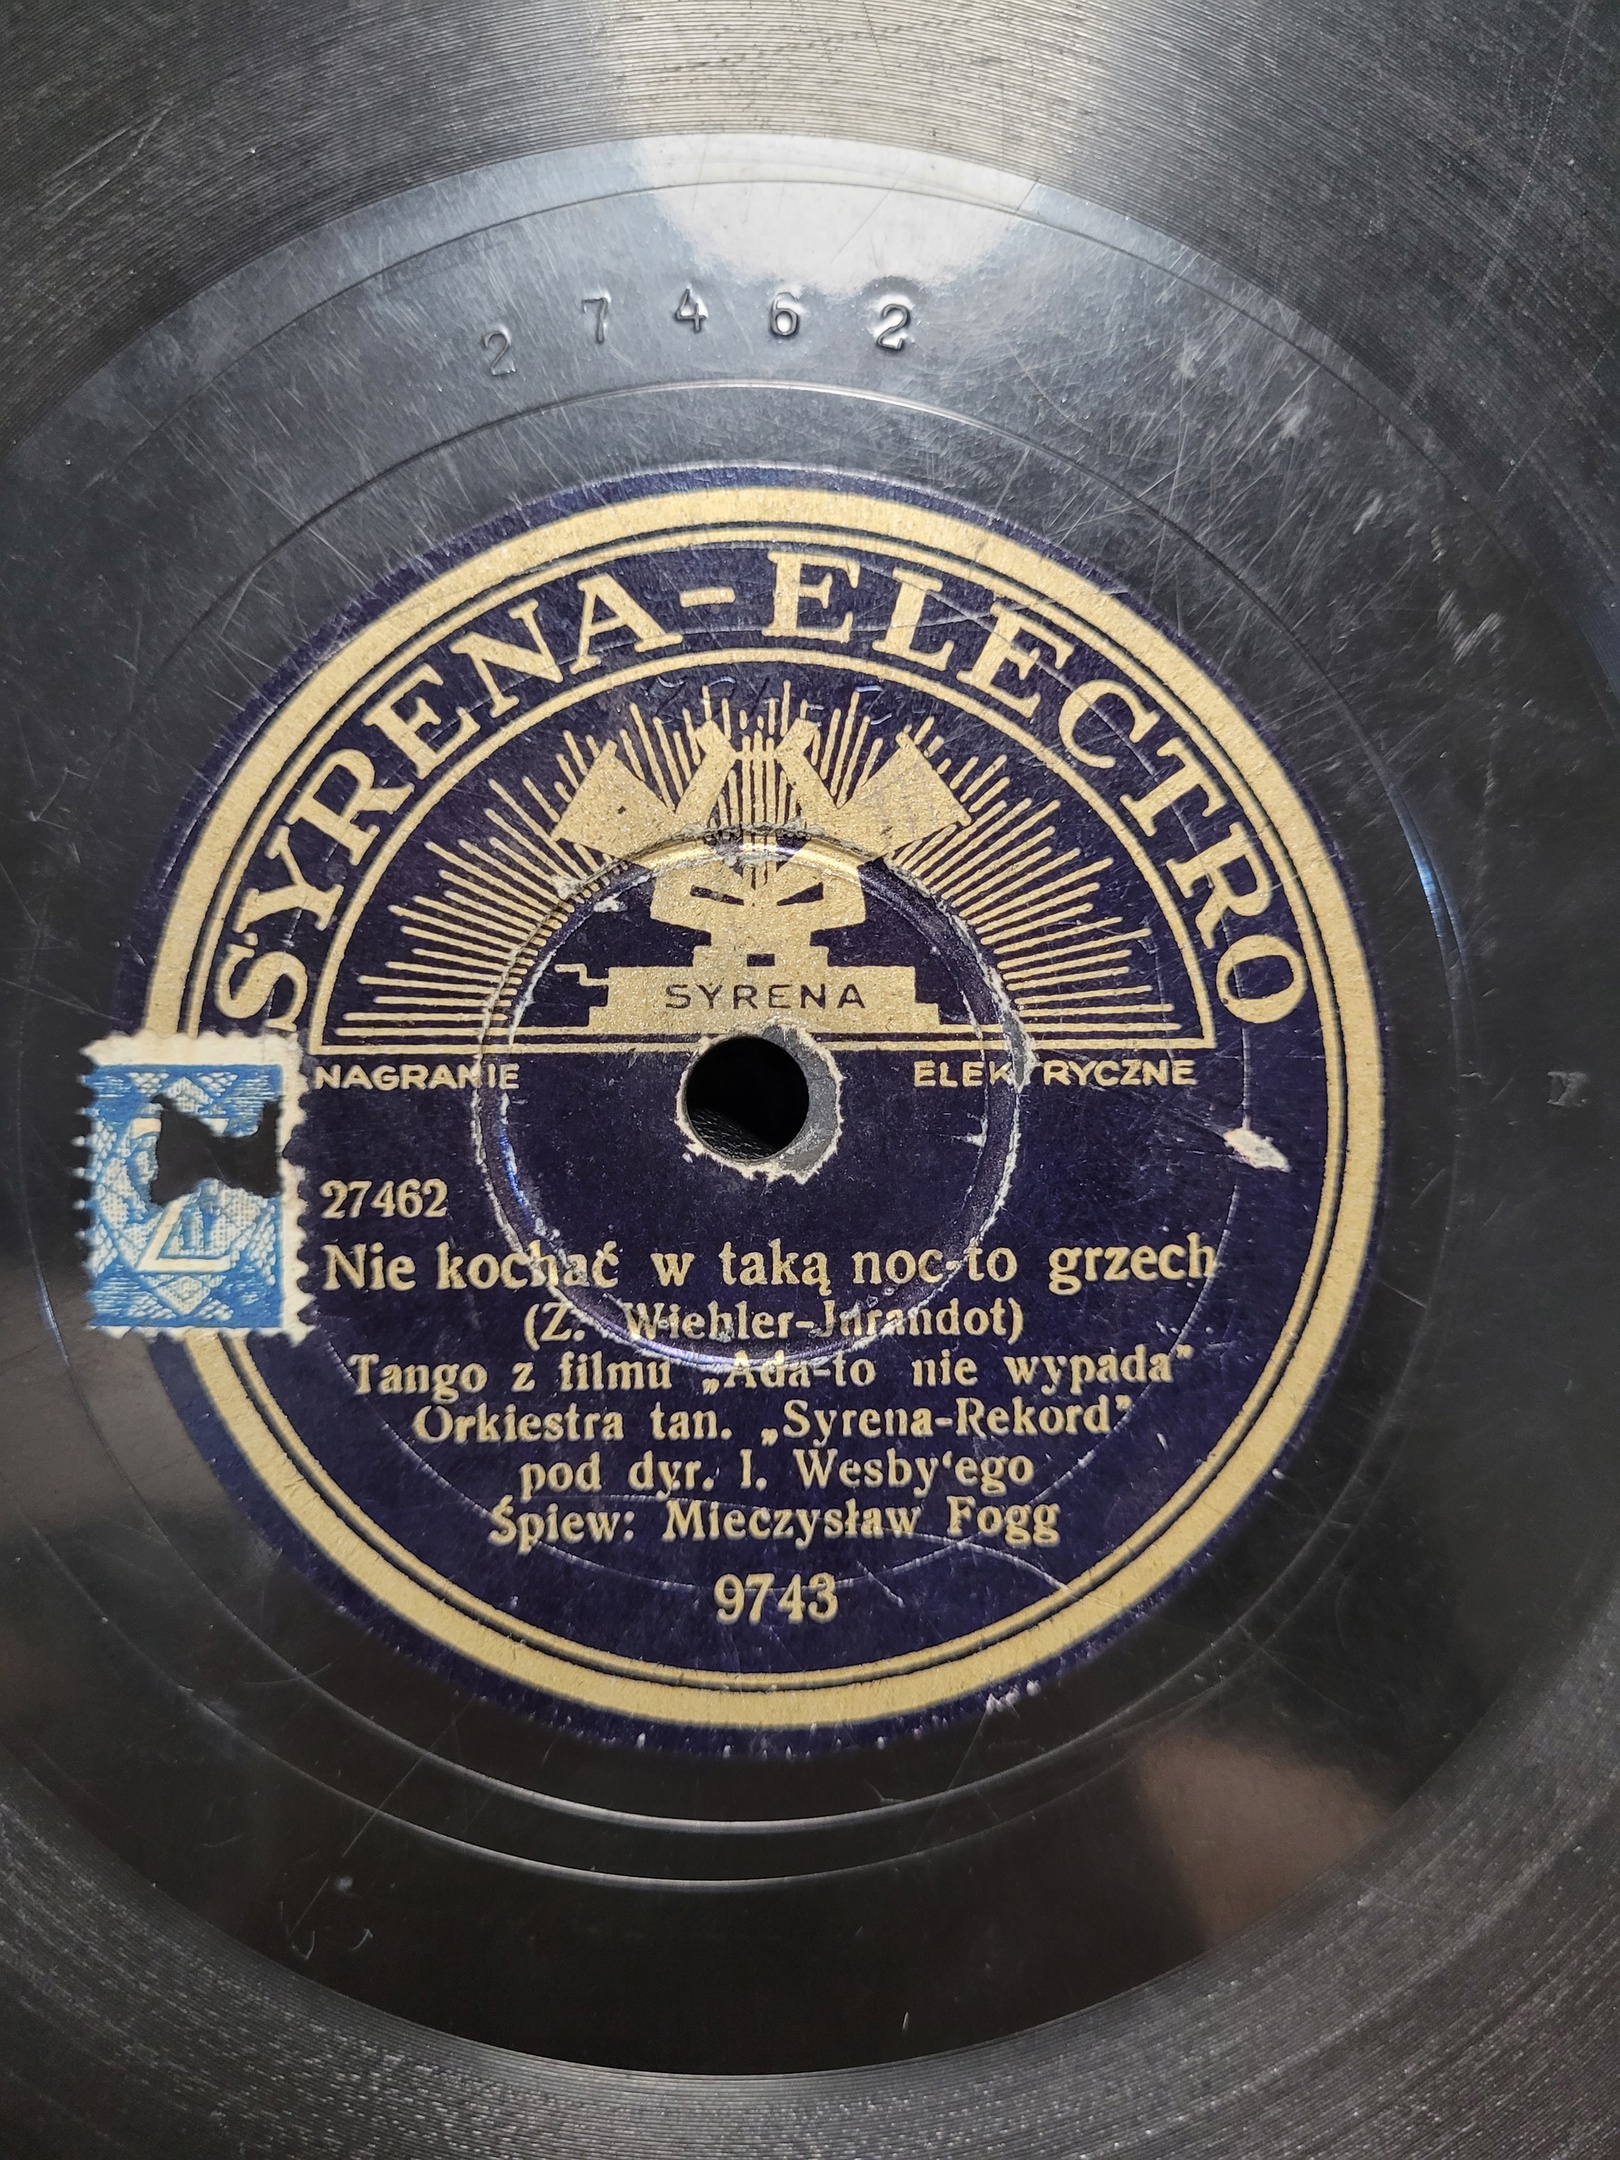 27462
SYRENA-ELECTRO
SYRENA
NAGRANIE ELEKTRYCZNE
27462
Nie kochać w taką noc-to grzech
(Z. Wiehler-Jurandot)
Tango z filmu „Ada-to nie wypada"
Orkiestra tan. „Syrena-Rekord"
pod dyr. I. Wesby‘ego
Śpiew: Mieczysław Fogg
9743